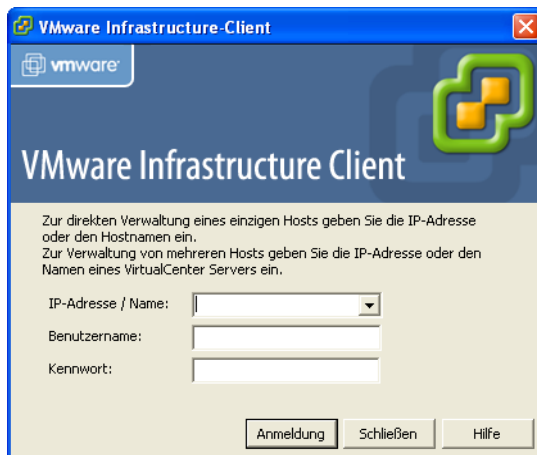 VMware Infrastructure-Client
vmware
VMware Infrastructure Client
Zur direkten Verwaltung eines einzigen Hosts geben Sie die IP-Adresse
oder den Hostnamen ein.
Zur Verwaltung von mehreren Hosts geben Sie die IP-Adresse oder den
Namen eines VirtualCenter Servers ein.
IP-Adresse / Name:
Benutzername:
Kennwort:
Anmeldung Schließen Hilfe